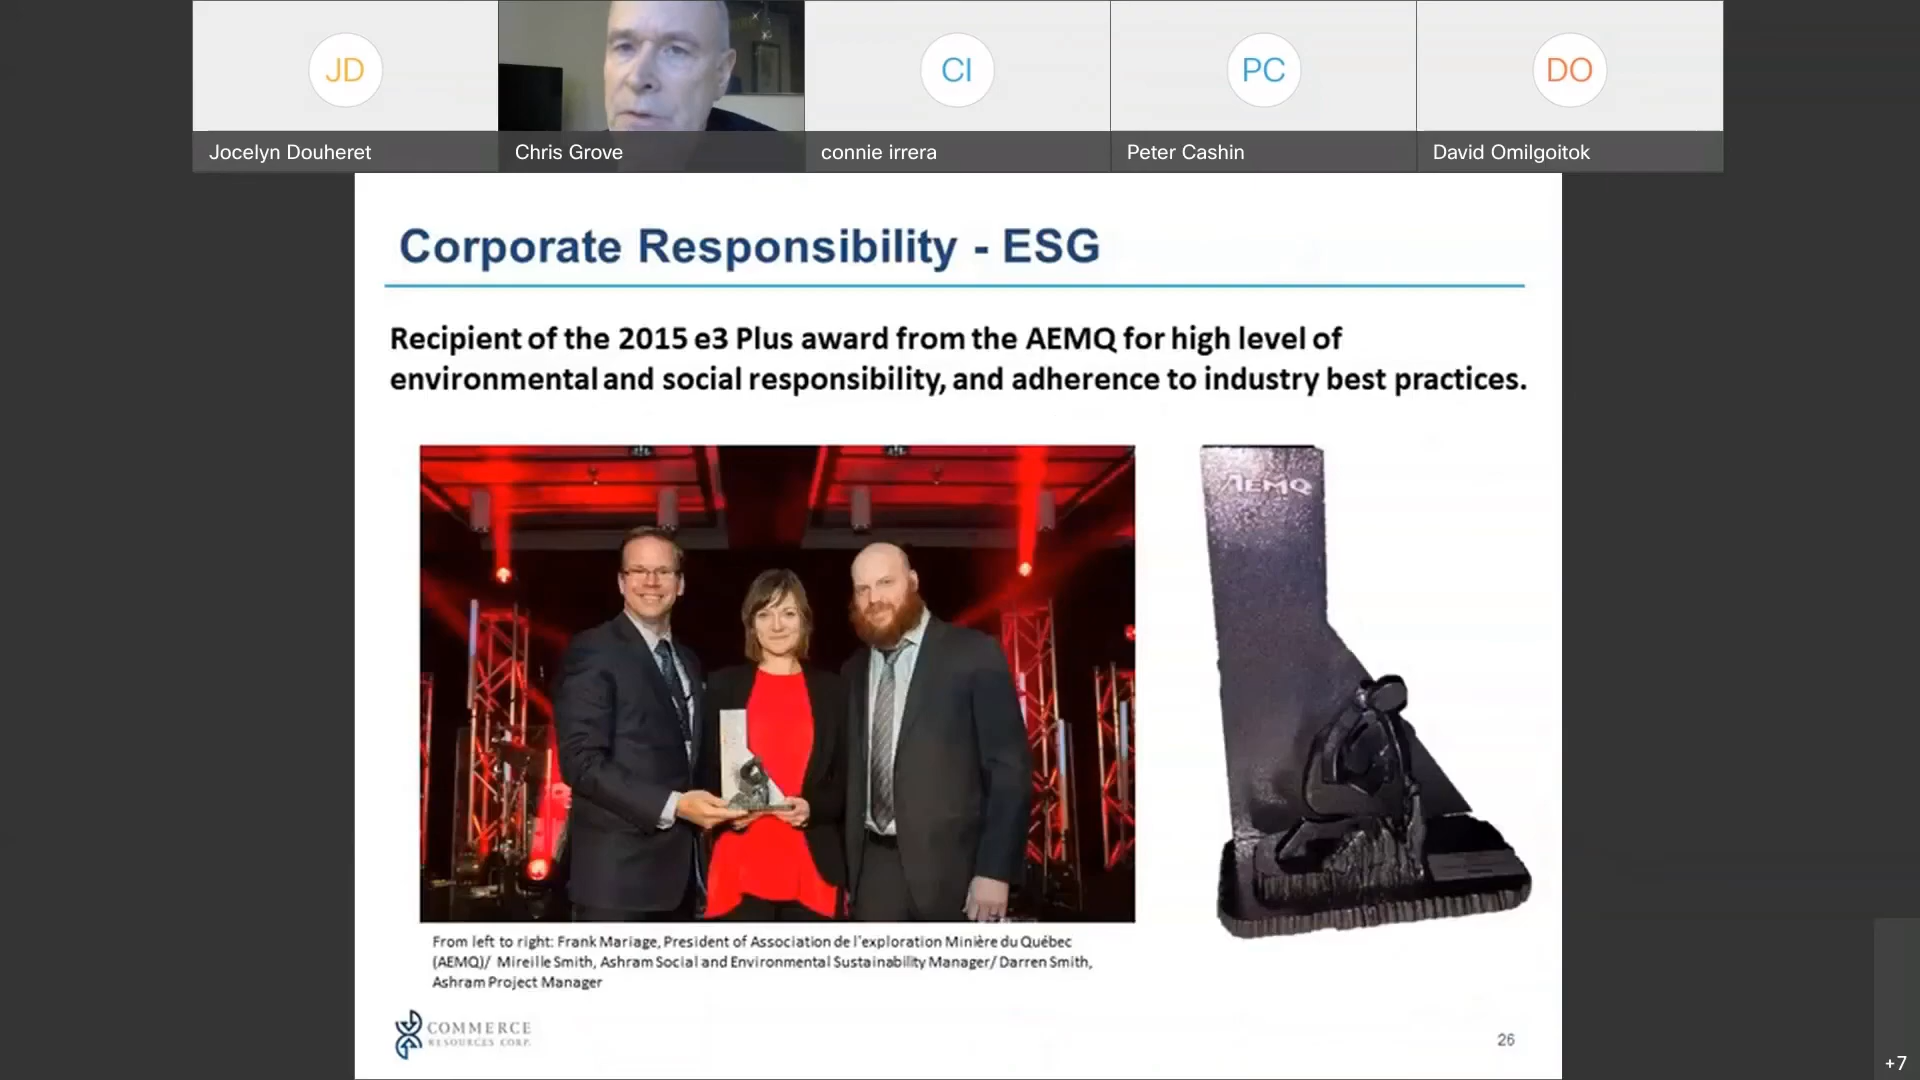 JD
CI
PC
DO
Jocelyn Douheret
Chris Grove
connie irrera
Peter Cashin
David Omilgoitok
Corporate Responsibility - ESG
Recipient of the 2015 e3 Plus award from the AEMQ for high level of
environmental and social responsibility, and adherence to industry best practices.
AEMQ
From left to right: Frank Mariage, President of Association de l'exploration Minière du Québec
(AEMQ)/ Mireille Smith, Ashram Social and Environmental Sustainability Manager/ Darren Smith,
Ashram Project Manager
COMMERCE
RESOURCES CORP.
26
+7